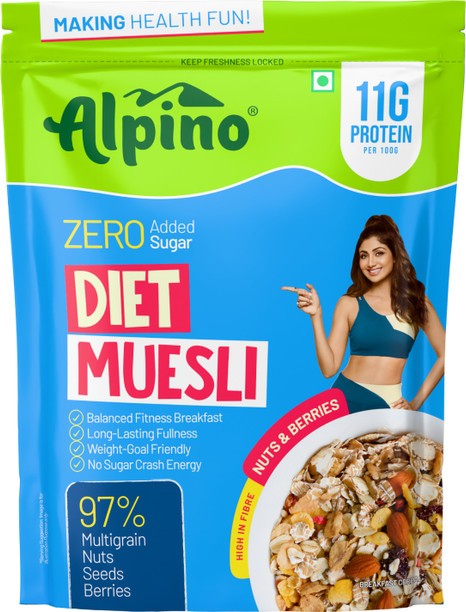 MAKING HEALTH FUN!
KEEP FRESHNESS LOCKED
Alpino®
11G
PROTEIN
PER 100G
ZERO Added
Sugar
DIET
MUESLI
Balanced Fitness Breakfast
Long-Lasting Fullness
Weight-Goal Friendly
No Sugar Crash Energy
NUTS & BERRIES
HIGH IN FIBRE
97%
Multigrain
Nuts
Seeds
Berries